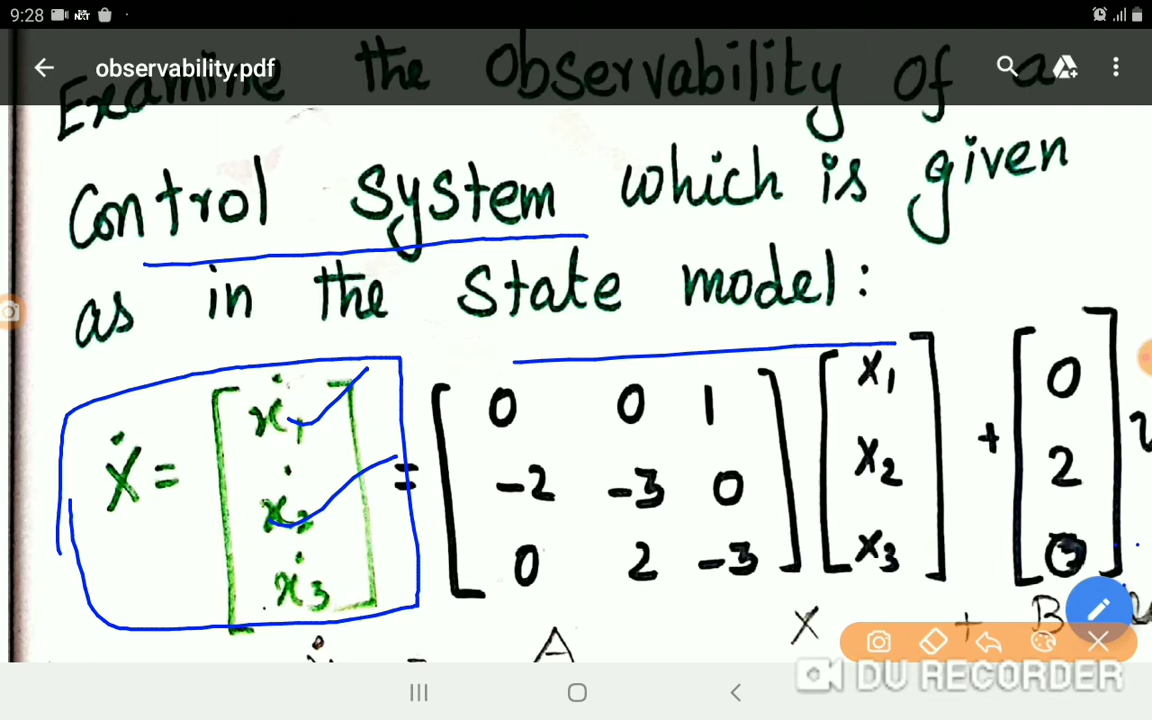 9:28
observability.pdf
Examine the observability of a
Control System which is given
as in the State model:
Ẋ = [ẋ1 ẋ2 ẋ3] = [0 0 1 -2 -3 0 0 2 -3] [x1 x2 x3] + [0 2 0]
A X + B
DU RECORDER